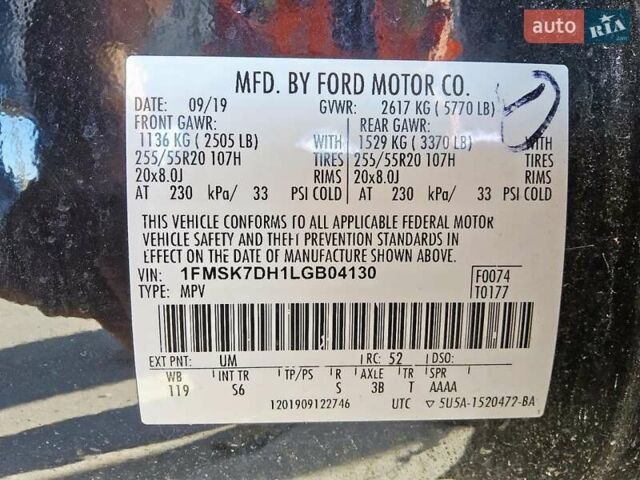 AUTO RIA .com
MFD. BY FORD MOTOR CO.
DATE: 09/19 GVWR: 2617 KG ( 5770 LB)
FRONT GAWR: REAR GAWR:
1136 KG ( 2505 LB) WITH 1529 KG ( 3370 LB) WITH
255/55R20 107H TIRES 255/55R20 107H TIRES
20x8.0J RIMS 20x8.0J RIMS
AT 230 kPa/ 33 PSI COLD AT 230 kPa/ 33 PSI COLD
THIS VEHICLE CONFORMS TO ALL APPLICABLE FEDERAL MOTOR
VEHICLE SAFETY AND THEFT PREVENTION STANDARDS IN
EFFECT ON THE DATE OF MANUFACTURE SHOWN ABOVE.
VIN: 1FMSK7DH1LGB04130 F0074
TYPE: MPV T0177
EXT PNT: UM RC: 52 DSO:
WB INT TR TP/PS R AXLE TR SPR
119 S6 S 3B T AAAA
1201909122746 UTC ▽ 5U5A-1520472-BA